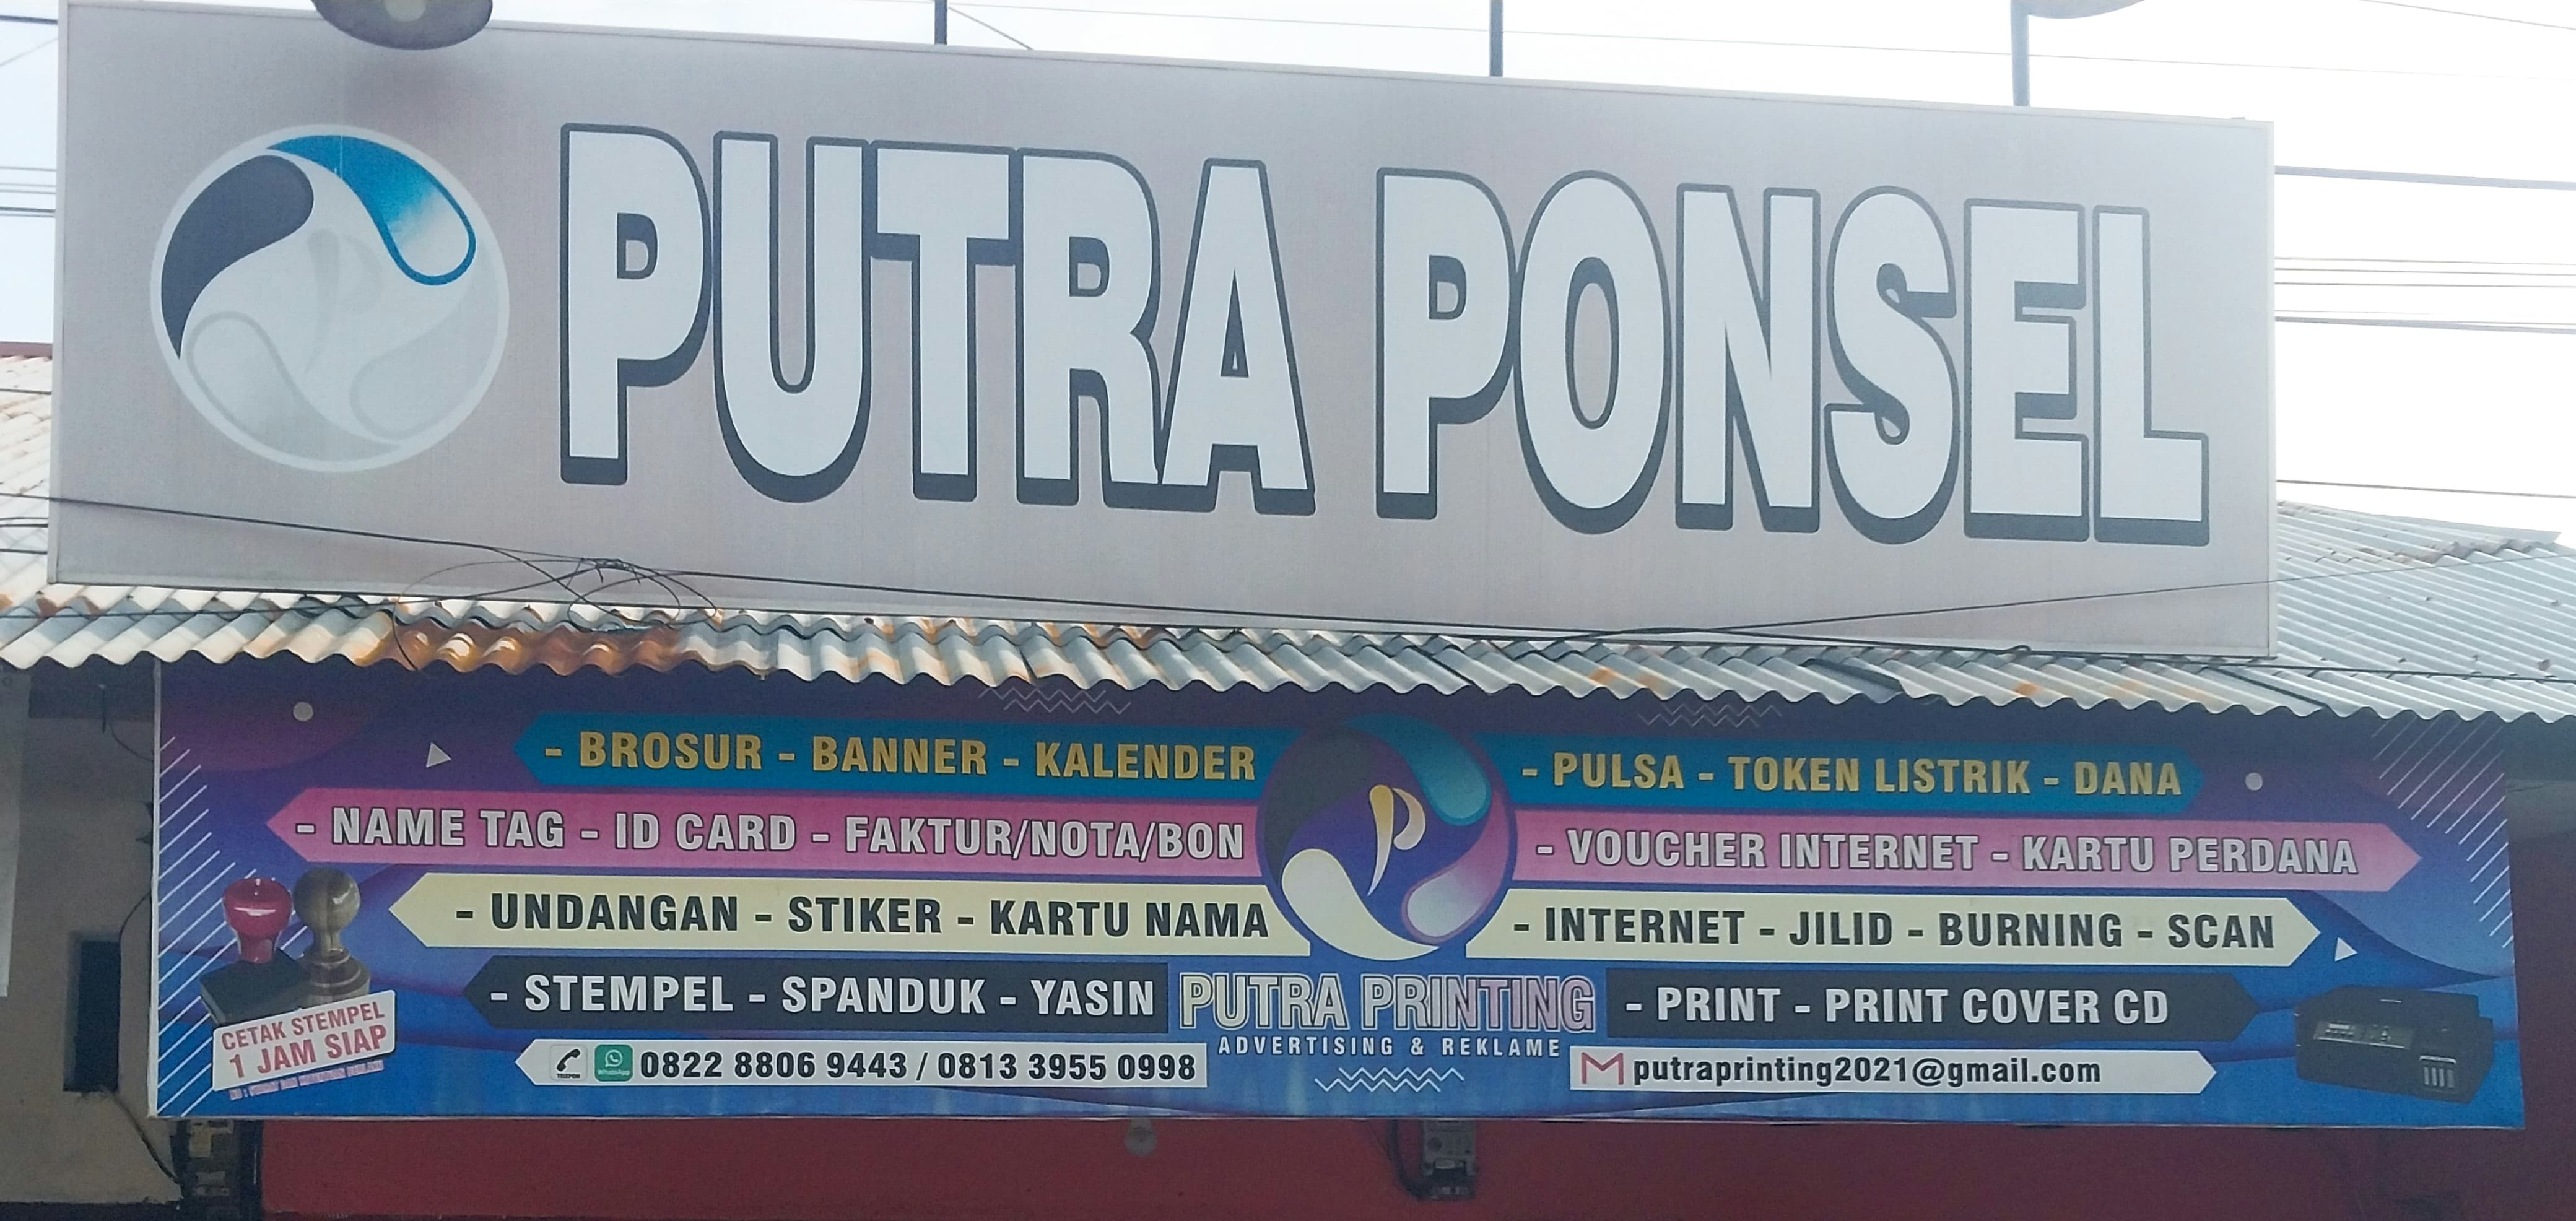 PUTRA PONSEL
- BROSUR - BANNER - KALENDER
- NAME TAG - ID CARD - FAKTUR/NOTA/BON
- UNDANGAN - STIKER - KARTU NAMA
- STEMPEL - SPANDUK - YASIN
CETAK STEMPEL
1 JAM SIAP
TELEPON
WhatsApp
0822 8806 9443 / 0813 3955 0998
P
PUTRA PRINTING
ADVERTISING & REKLAME
- PULSA - TOKEN LISTRIK - DANA
- VOUCHER INTERNET - KARTU PERDANA
- INTERNET - JILID - BURNING - SCAN
- PRINT - PRINT COVER CD
putraprinting2021@gmail.com